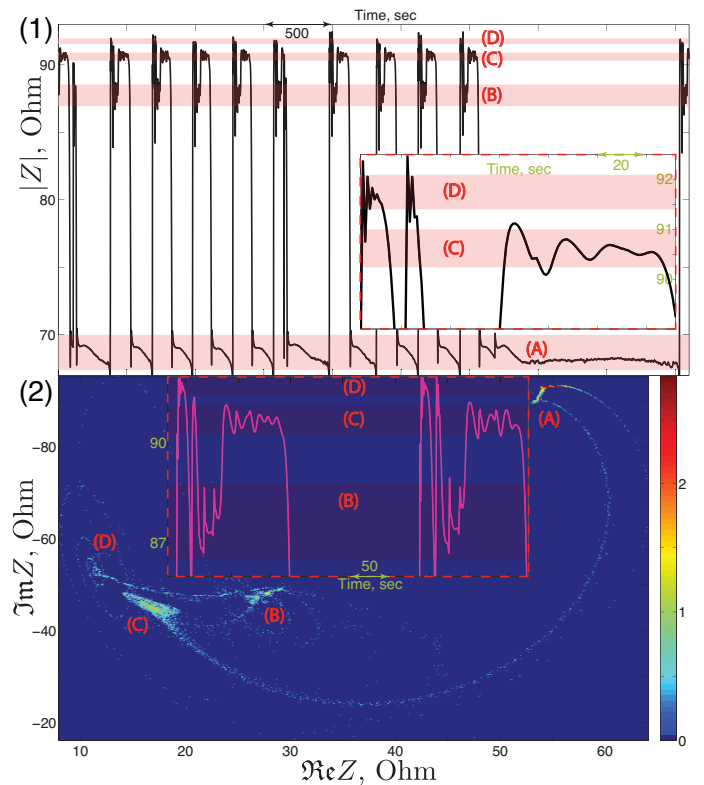 (1)
Time, sec
500
(D)
(C)
(B)
90
80
70
|Z|, Ohm
Time, sec
20
92
91
90
(D)
(C)
(A)
(2)
(D)
(C)
(B)
90
87
50
Time, sec
(A)
(D)
(C)
(B)
−80
−60
−40
−20
ℑmZ, Ohm
10
20
30
40
50
60
ℜeZ, Ohm
2
1
0